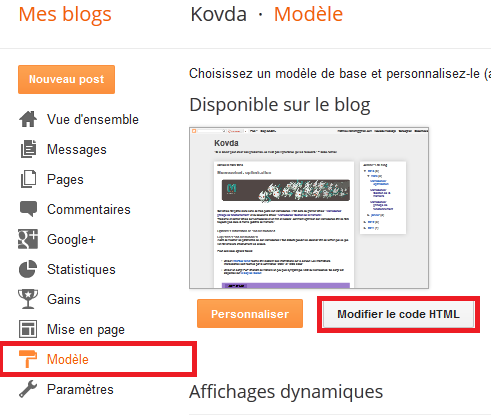 Mes blogs
Kovda · Modèle
Nouveau post
Choisissez un modèle de base et personnalisez-le (a
Vue d'ensemble
Disponible sur le blog
Messages
Pages
Commentaires
Google+
Statistiques
Gains
Mise en page
Modèle
Paramètres
Kovda
Personnaliser
Modifier le code HTML
Affichages dynamiques